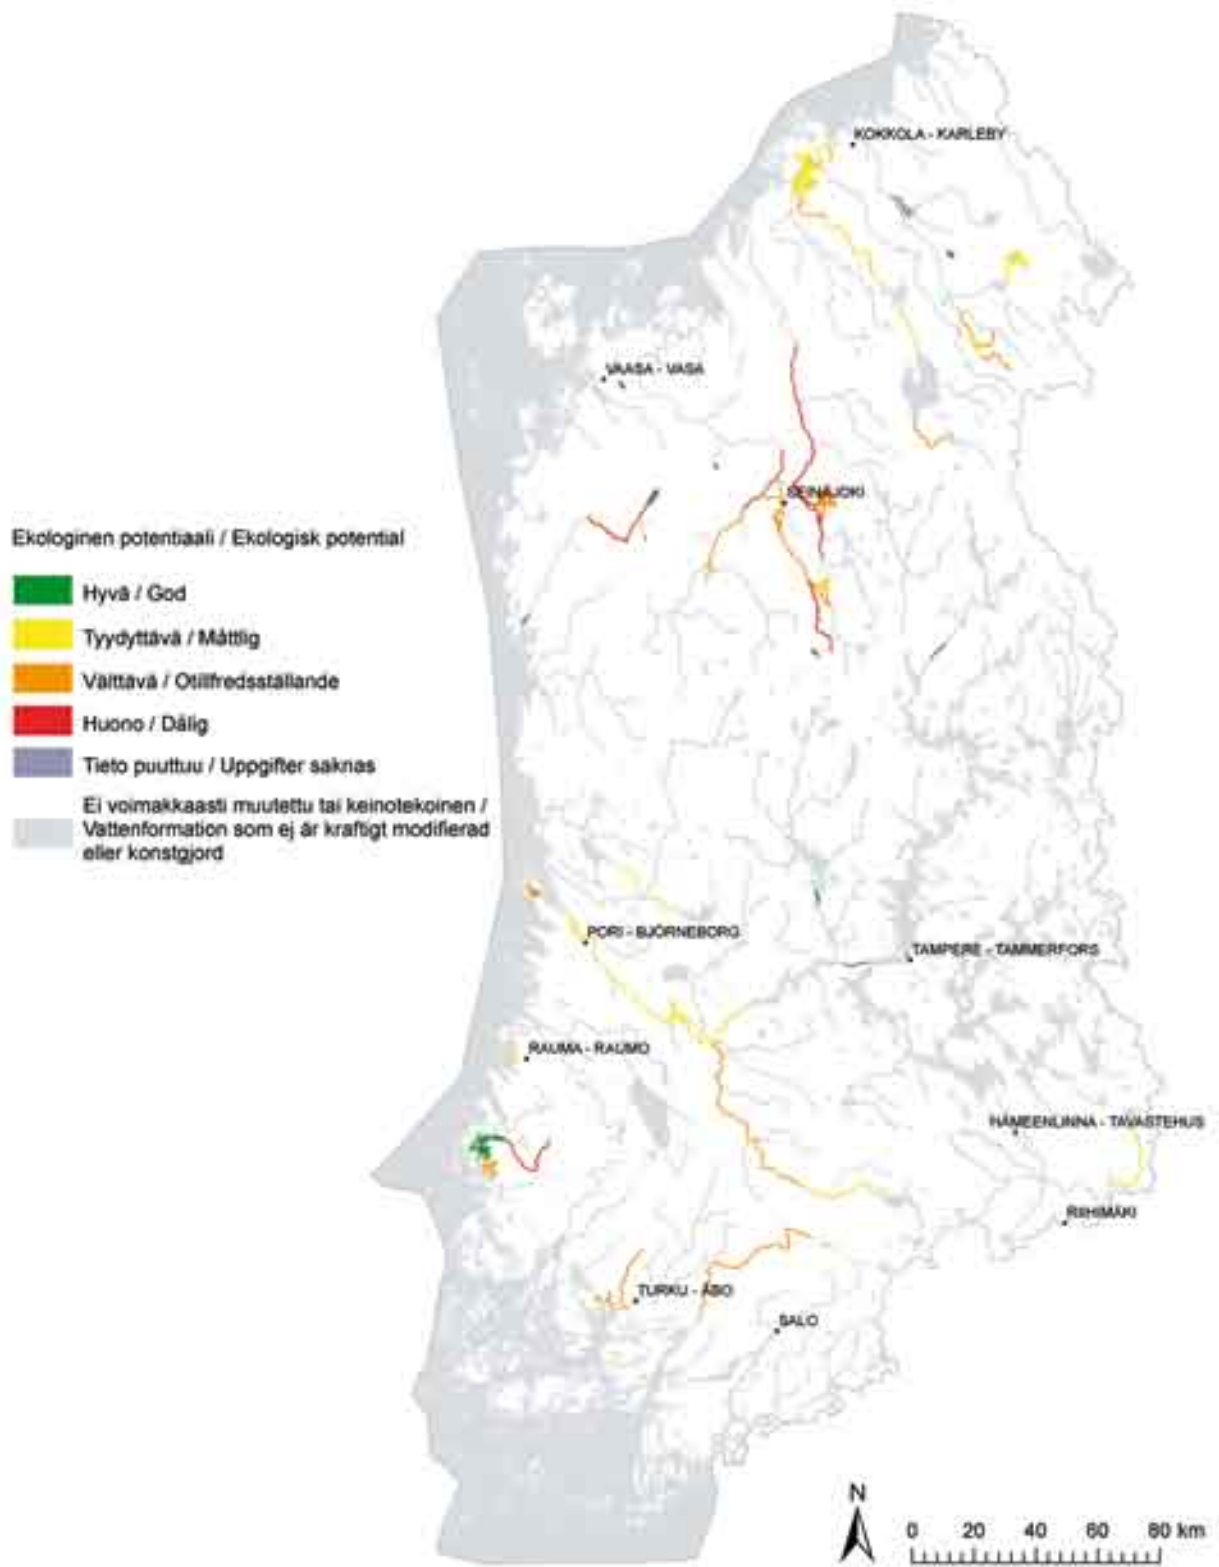 KOKKOLA - KARLEBY
VAASA - VASA
SEINÄJOKI
Ekologinen potentiaali / Ekologisk potential
Hyvä / God
Tyydyttävä / Måttlig
Välttävä / Otillfredsställande
Huono / Dålig
Tieto puuttuu / Uppgifter saknas
Ei voimakkaasti muutettu tai keinotekoinen /
Vattenformation som ej är kraftigt modifierad
eller konstgjord
PORI - BJÖRNEBORG
TAMPERE - TAMMERFORS
RAUMA - RAUMO
HÄMEENLINNA - TAVASTEHUS
RIIHIMÄKI
TURKU - ÅBO
SALO
N
0 20 40 60 80 km